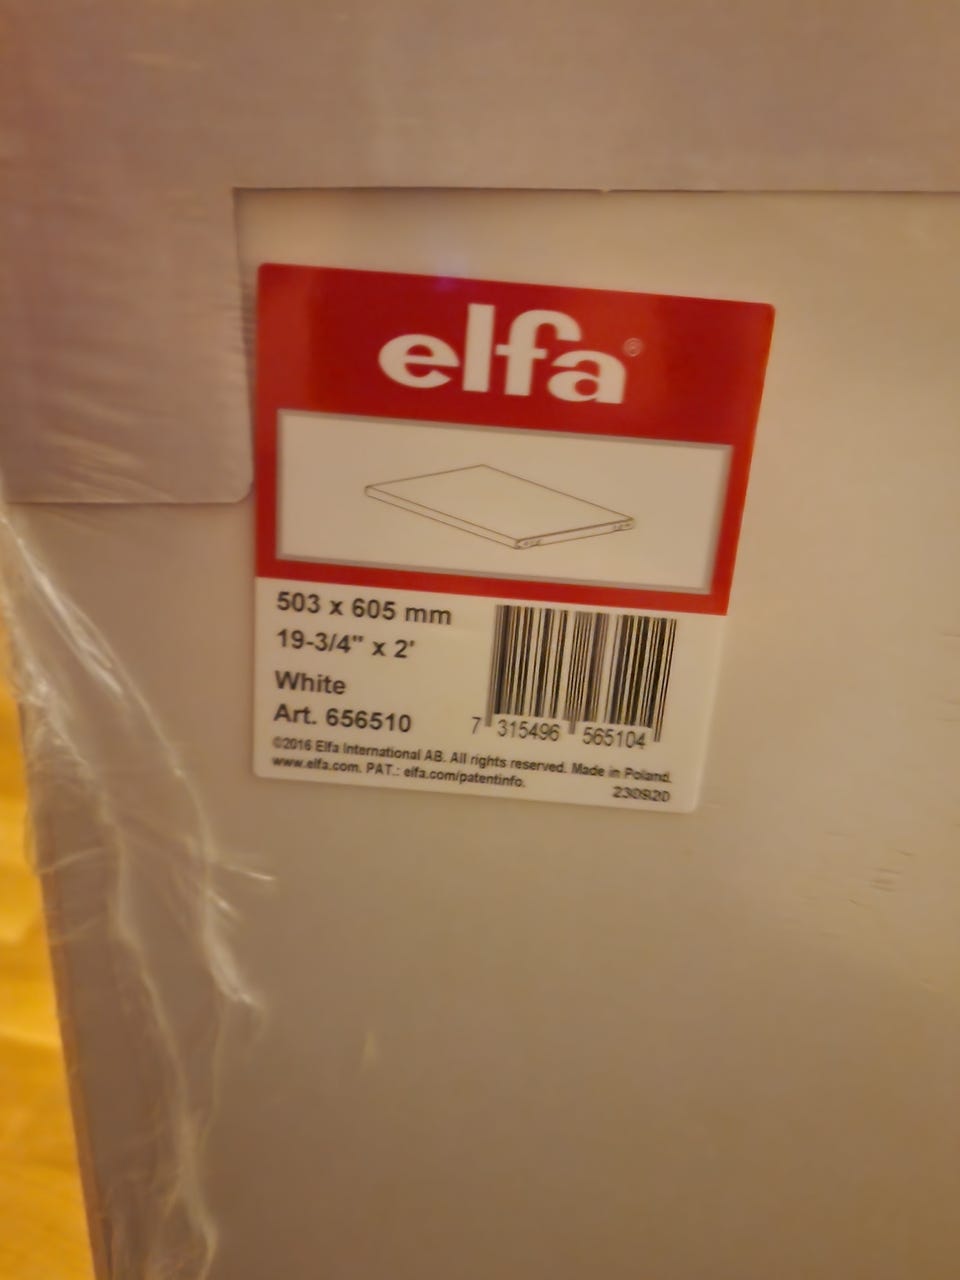 elfa®
503 x 605 mm
19-3/4" x 2'
White
Art. 656510
7 315496 565104
©2016 Elfa International AB. All rights reserved. Made in Poland.
www.elfa.com. PAT.: elfa.com/patentinfo.
230920